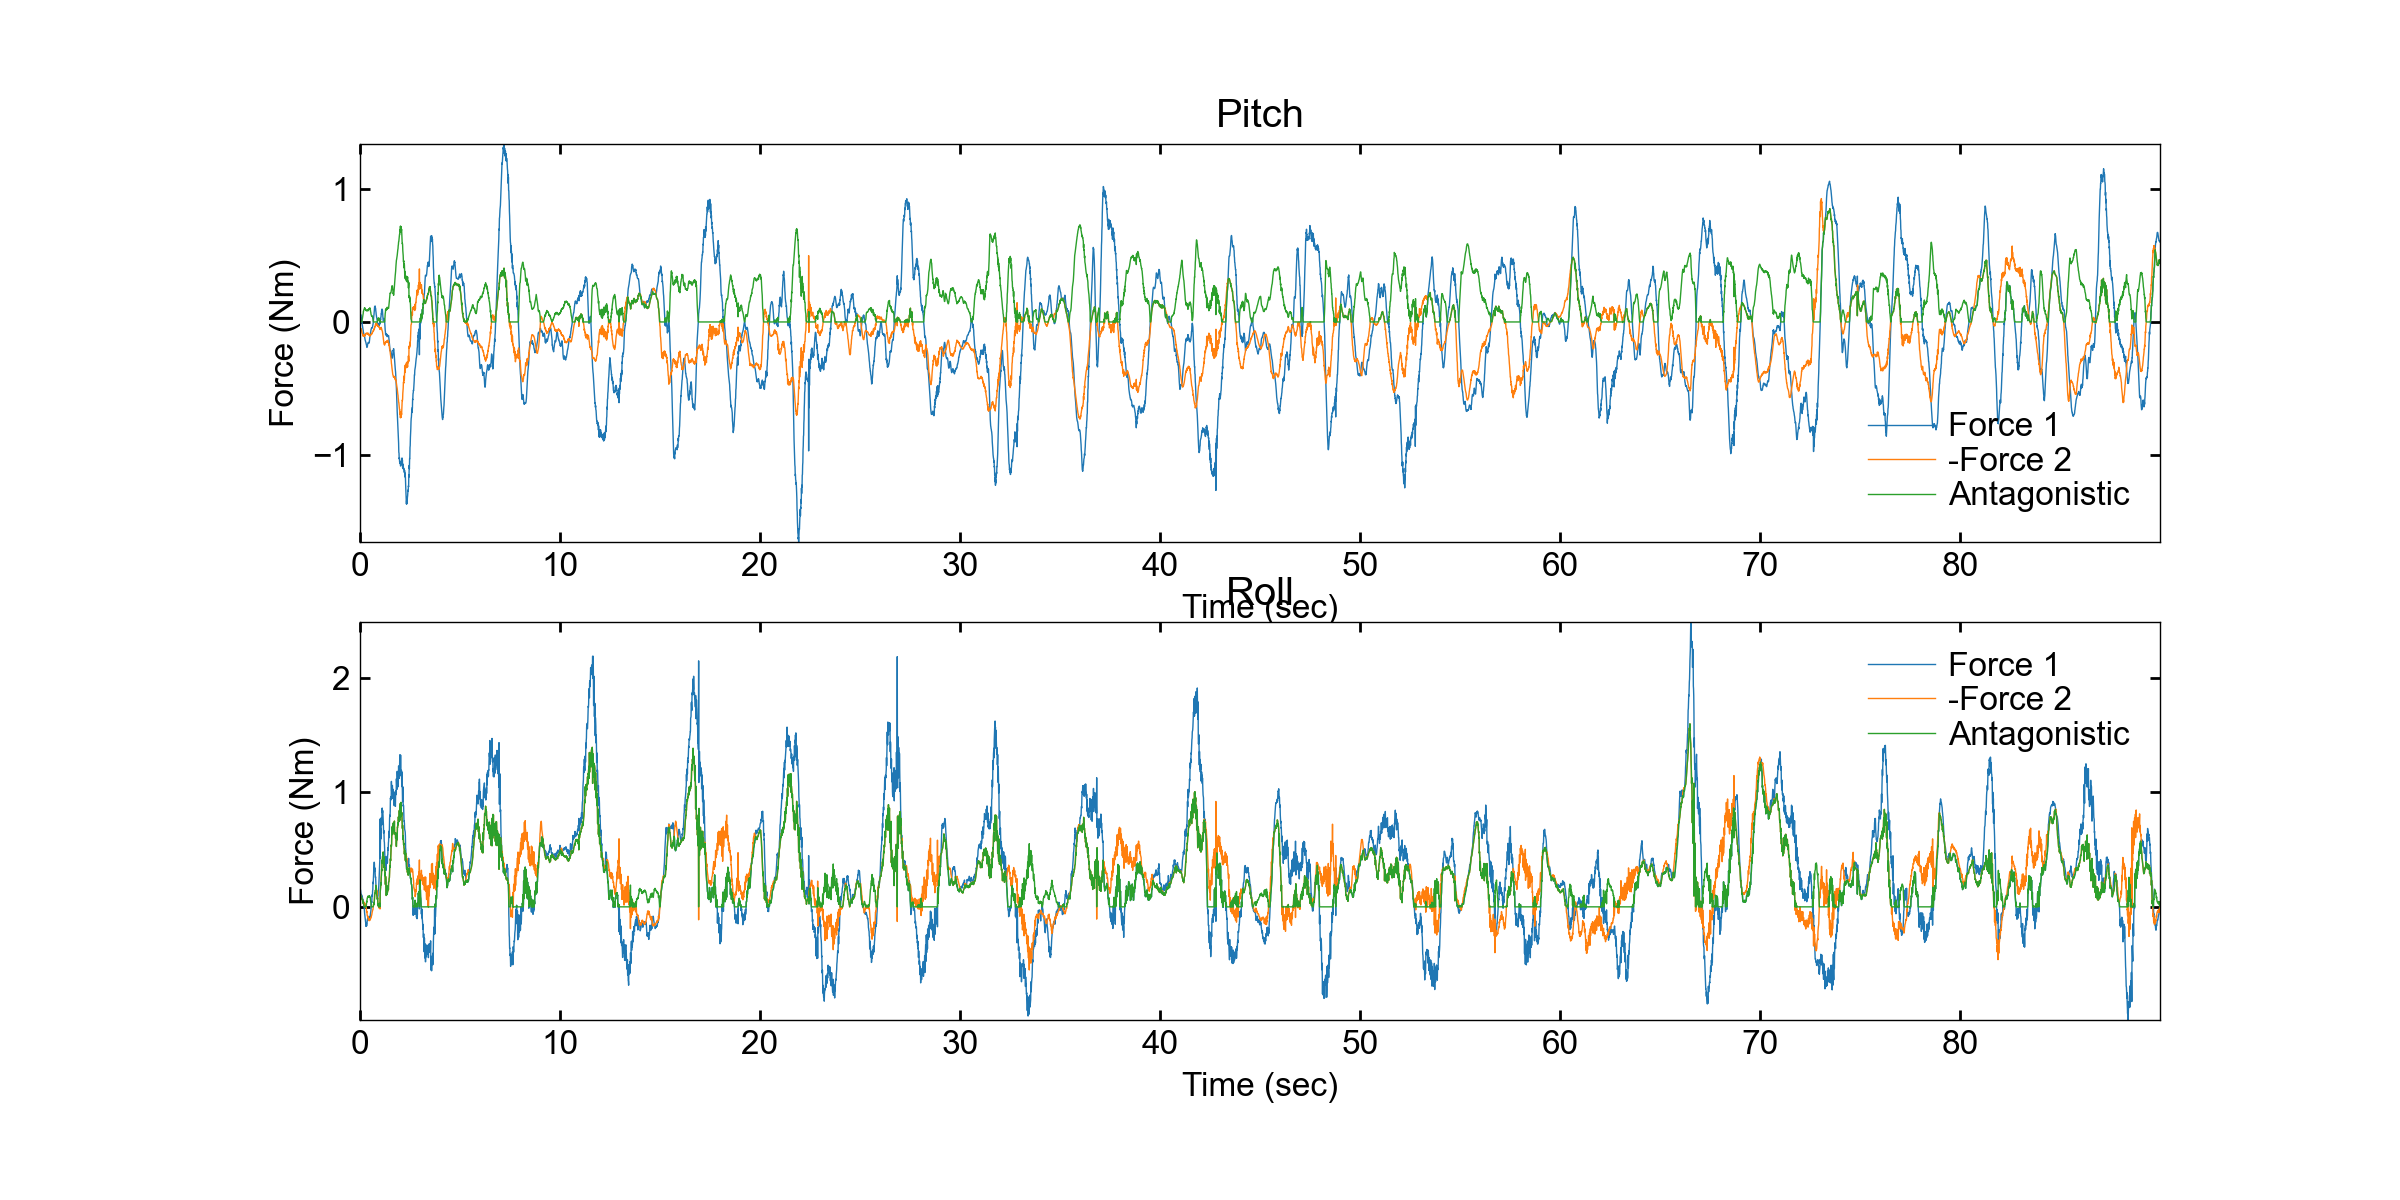 Pitch
Force (Nm)
1
0
−1
0 10 20 30 40 50 60 70 80
Time (sec)
Force 1
-Force 2
Antagonistic
Roll
Force (Nm)
2
1
0
0 10 20 30 40 50 60 70 80
Time (sec)
Force 1
-Force 2
Antagonistic